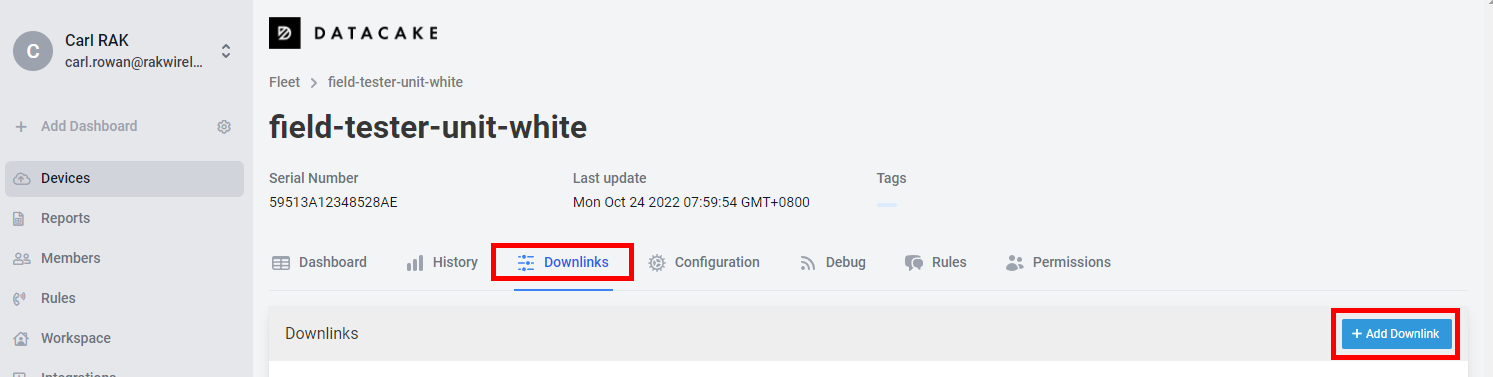 C
Carl RAK
carl.rowan@rakwirel...
Add Dashboard
Devices
Reports
Members
Rules
Workspace
Integrations
DATACAKE
Fleet > field-tester-unit-white
field-tester-unit-white
Serial Number Last update Tags
59513A12348528AE Mon Oct 24 2022 07:59:54 GMT+0800
Dashboard History Downlinks Configuration Debug Rules Permissions
Downlinks + Add Downlink